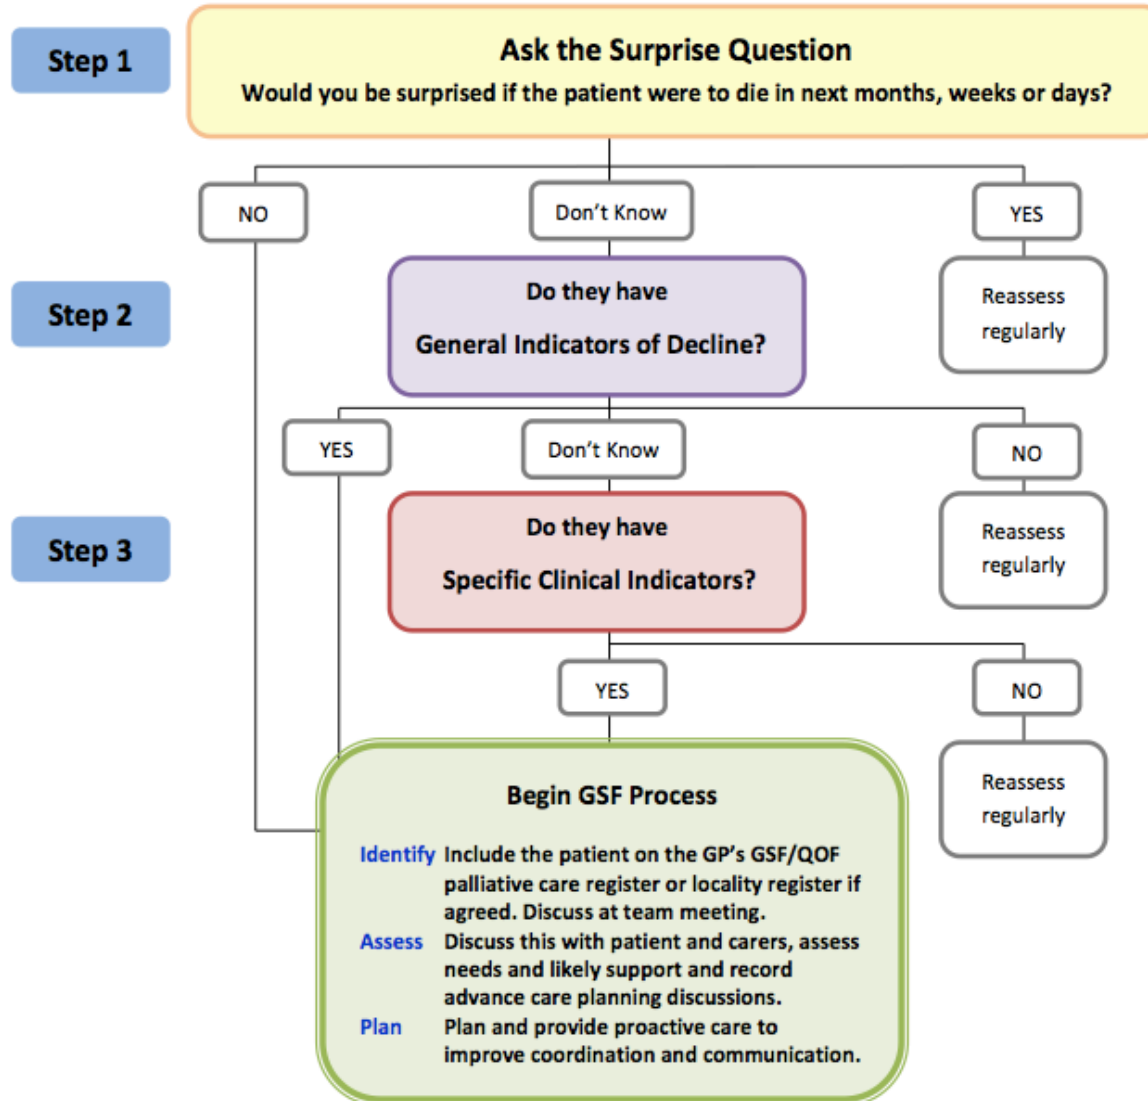 Step 1
Ask the Surprise Question
Would you be surprised if the patient were to die in next months, weeks or days?
NO
Don't Know
YES
Step 2
Do they have
General Indicators of Decline?
Reassess
regularly
YES
Don't Know
NO
Step 3
Do they have
Specific Clinical Indicators?
Reassess
regularly
YES
NO
Reassess
regularly
Begin GSF Process
Identify Include the patient on the GP's GSF/QOF
palliative care register or locality register if
agreed. Discuss at team meeting.
Assess Discuss this with patient and carers, assess
needs and likely support and record
advance care planning discussions.
Plan Plan and provide proactive care to
improve coordination and communication.